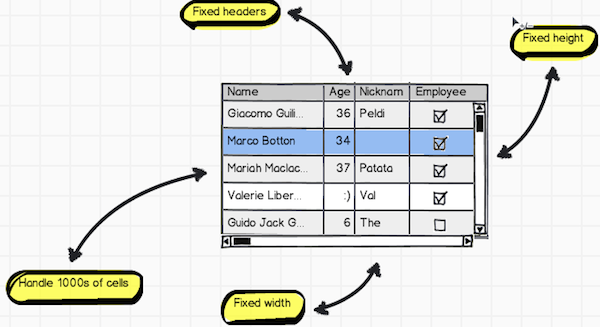 Fixed headers
Fixed height
Name Age Nicknam Employee
Giacomo Guili... 36 Peldi
Marco Botton 34
Mariah Maclac... 37 Patata
Valerie Liber... :) Val
Guido Jack G... 6 The
Handle 1000s of cells
Fixed width